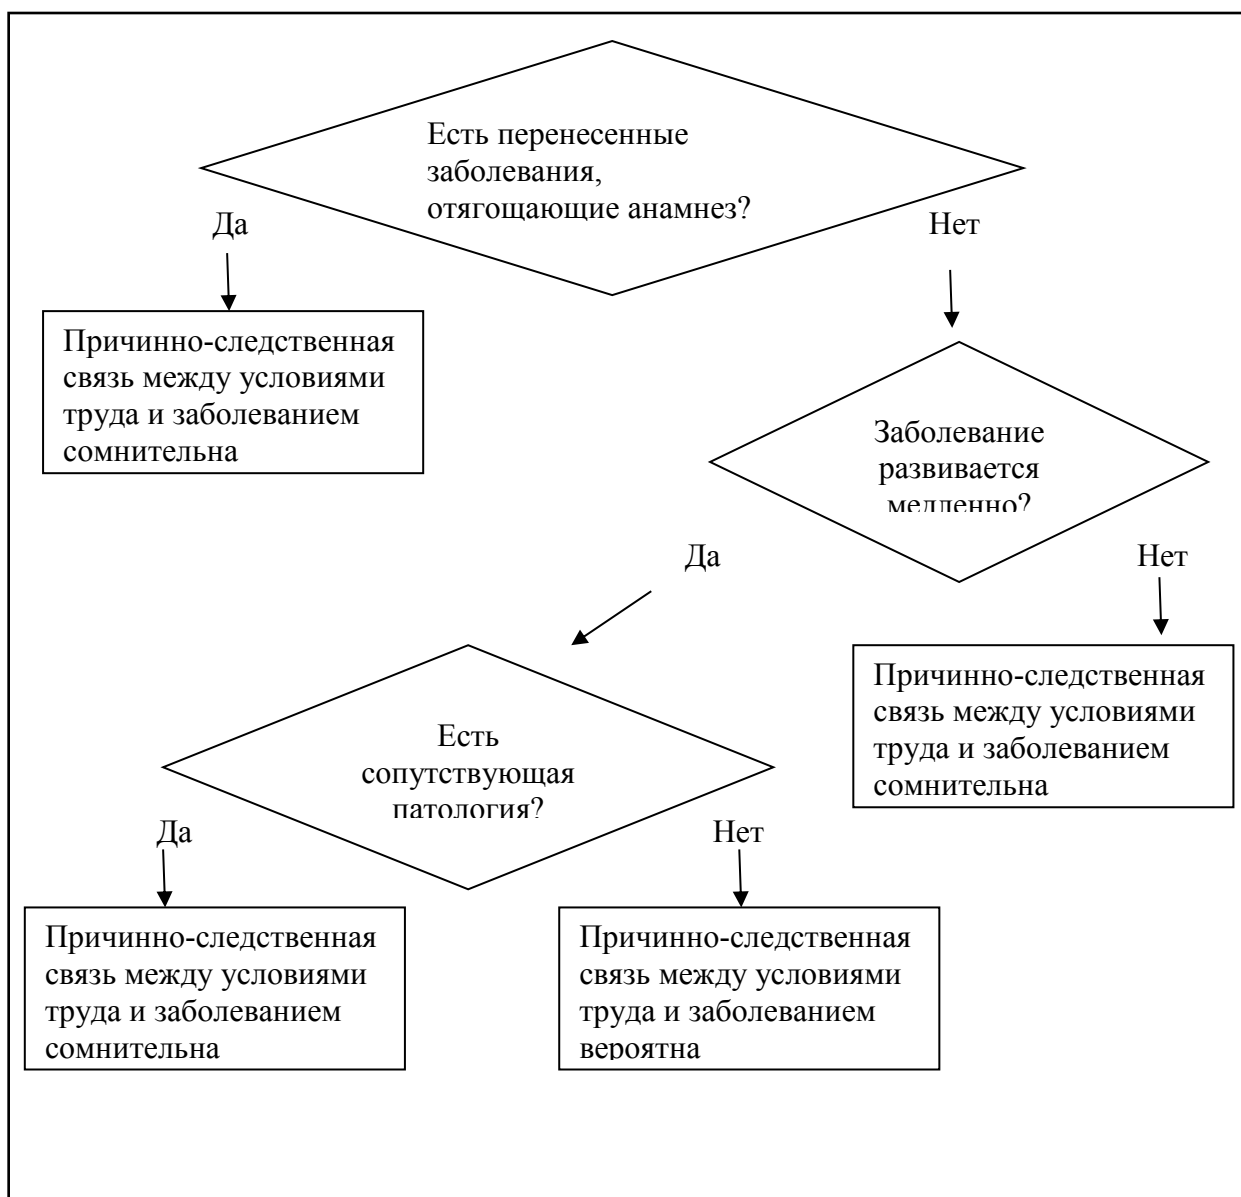 Есть перенесенные
заболевания,
отягощающие анамнез?
Да
Нет
Причинно-следственная
связь между условиями
труда и заболеванием
сомнительна
Заболевание
развивается
медленно?
Да
Нет
Причинно-следственная
связь между условиями
труда и заболеванием
сомнительна
Есть
сопутствующая
патология?
Да
Нет
Причинно-следственная
связь между условиями
труда и заболеванием
сомнительна
Причинно-следственная
связь между условиями
труда и заболеванием
вероятна